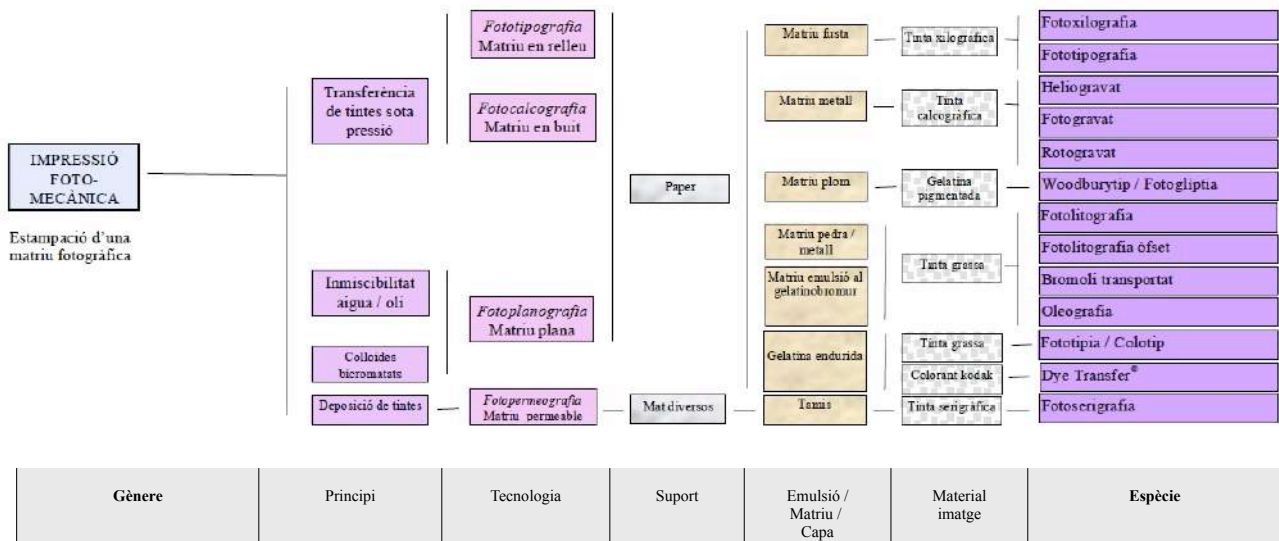 IMPRESSIÓ
FOTO-
MECÀNICA
Estampació d'una
matriu fotogràfica
Transferència
de tintes sota
pressió
Inmiscibilitat
aigua / oli
Colloides
bicromatats
Deposició de tintes
Fototipografia
Matriu en relleu
Fotocalcografia
Matriu en buit
Fotoplanografia
Matriu plana
Fotopermeografia
Matriu permeable
Paper
Mat diversos
Matriu fusta
Matriu metall
Matriu plom
Matriu pedra /
metall
Matriu emulsió al
gelatinobromur
Gelatina endurida
Tamis
Tinta xilogràfica
Tinta
calcogràfica
Gelatina
pigmentada
Tinta grassa
Tinta grassa
Colorant kodak
Tinta serigràfica
Fotoxilografia
Fototipografia
Heliogravat
Fotogravat
Rotogravat
Woodburytip / Fotogliptia
Fotolitografia
Fotolitografia òfset
Bromoli transportat
Oleografia
Fototipia / Colotip
Dye Transfer®
Fotoserigrafia
Gènere
Principi
Tecnologia
Suport
Emulsió /
Matriu /
Capa
Material
imatge
Espècie